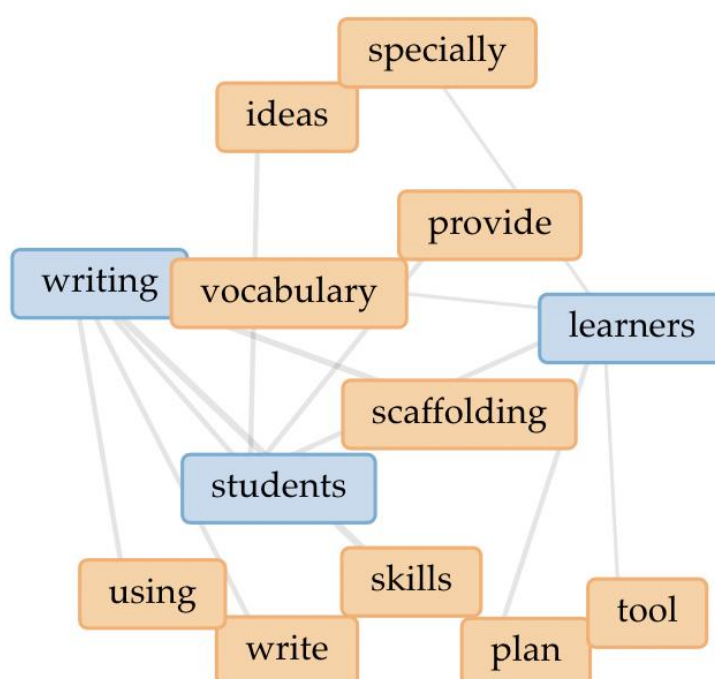 specially
ideas
provide
writing
vocabulary
learners
scaffolding
students
skills
using
tool
write
plan